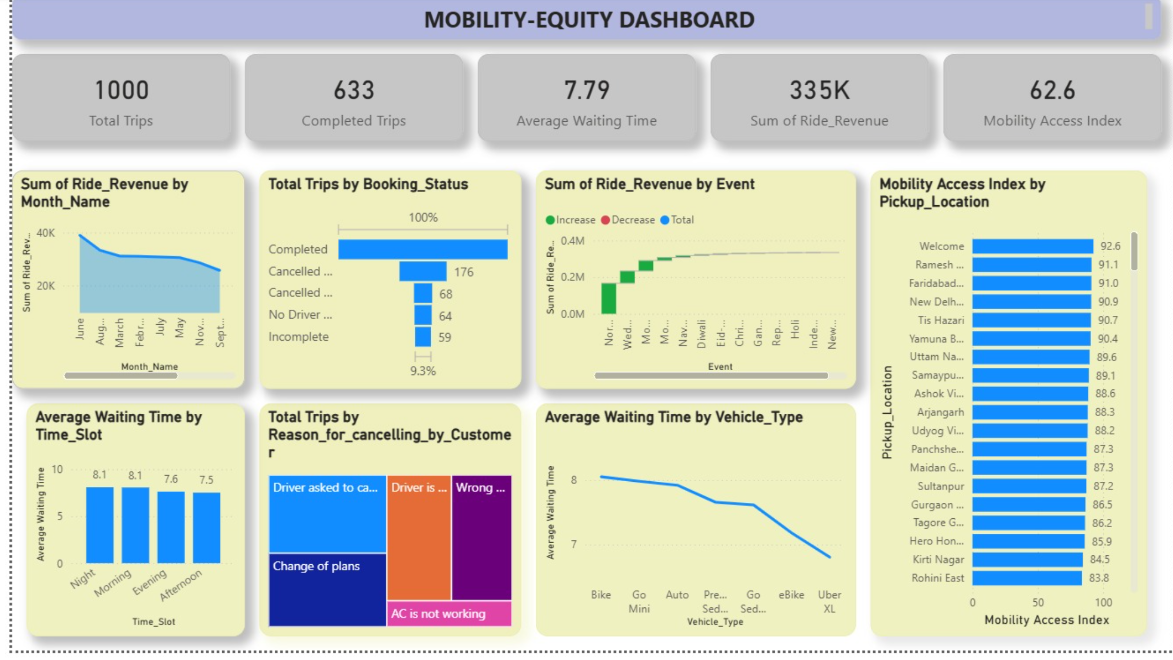 MOBILITY-EQUITY DASHBOARD
1000
Total Trips
633
Completed Trips
7.79
Average Waiting Time
335K
Sum of Ride_Revenue
62.6
Mobility Access Index
Sum of Ride_Revenue by
Month_Name
Sum of Ride_Rev...
40K
20K
June
Aug...
March
Febr...
July
May
Nov...
Sept...
Month_Name
Total Trips by Booking_Status
100%
Completed
Cancelled ... 176
Cancelled ... 68
No Driver ... 64
Incomplete 59
9.3%
Sum of Ride_Revenue by Event
Increase Decrease Total
Sum of Ride_Re...
0.4M
0.2M
0.0M
Nor...
Wed...
Mo...
Mo...
Nav...
Diwali
Eid-...
Chri...
Gan...
Rep...
Holi
Inde...
New...
Event
Mobility Access Index by
Pickup_Location
Pickup_Location
Welcome 92.6
Ramesh ... 91.1
Faridabad... 91.0
New Delh... 90.9
Tis Hazari 90.7
Yamuna B... 90.4
Uttam Na... 89.6
Samaypu... 89.1
Ashok Vi... 88.6
Arjangarh 88.3
Udyog Vi... 88.2
Panchshe... 87.3
Maidan G... 87.3
Sultanpur 87.2
Gurgaon ... 86.5
Tagore G... 86.2
Hero Hon... 85.9
Kirti Nagar 84.5
Rohini East 83.8
0 50 100
Mobility Access Index
Average Waiting Time by
Time_Slot
Average Waiting Time
10
5
0
8.1 8.1 7.6 7.5
Night Morning Evening Afternoon
Time_Slot
Total Trips by
Reason_for_cancelling_by_Custome
r
Driver asked to ca...
Driver is ...
Wrong ...
Change of plans
AC is not working
Average Waiting Time by Vehicle_Type
Average Waiting Time
8
7
Bike Go Auto Pre... Go eBike Uber
Mini Sed... Sed... XL
Vehicle_Type